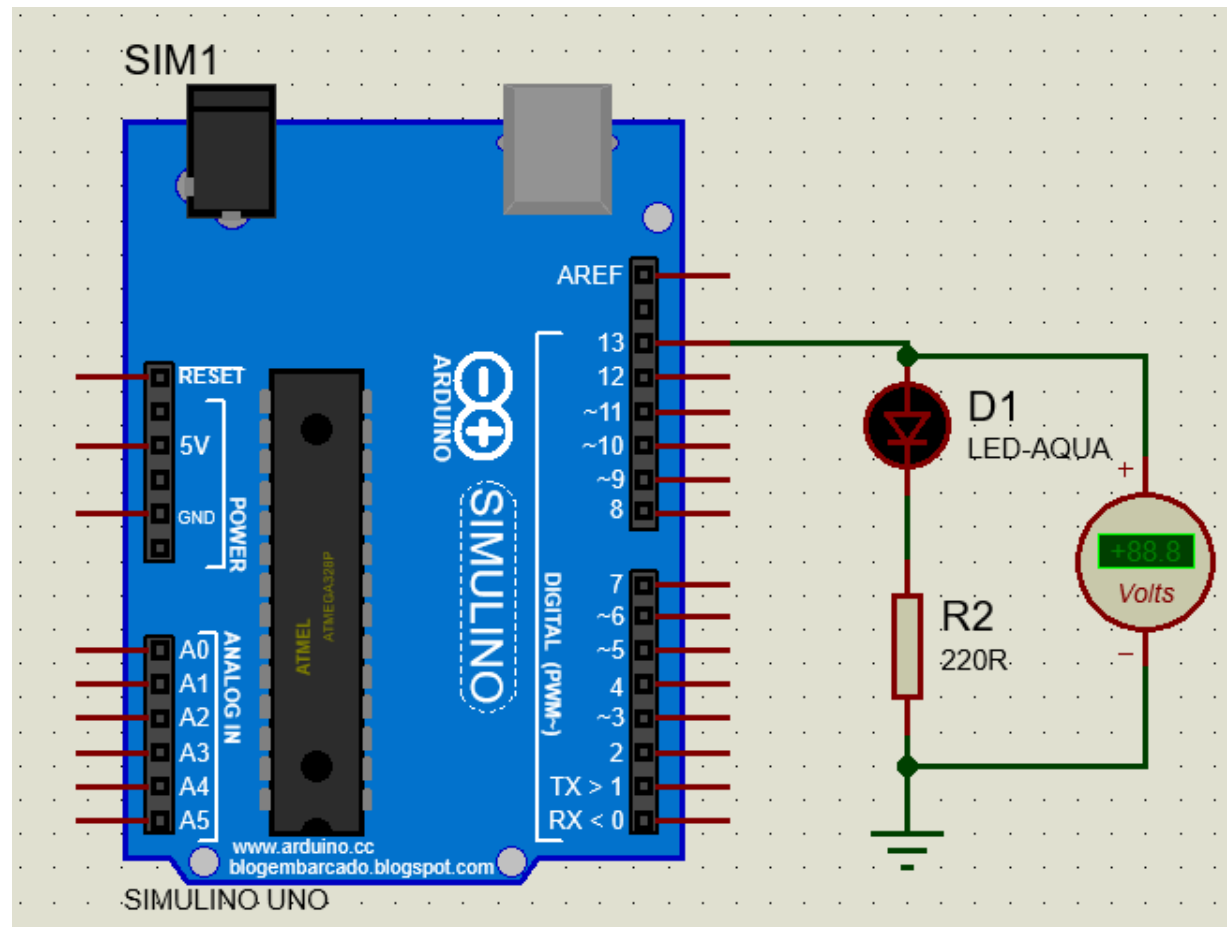 SIM1
AREF
13
12
~11
~10
~9
8
7
~6
~5
4
~3
2
TX > 1
RX < 0
DIGITAL (PWM~)
RESET
5V
GND
POWER
A0
A1
A2
A3
A4
A5
ANALOG IN
ATMEL
ATMEGA328P
ARDUINO
SIMULINO
www.arduino.cc
blogembarcado.blogspot.com
SIMULINO UNO
D1
LED-AQUA
R2
220R
+
+88.8
Volts
−